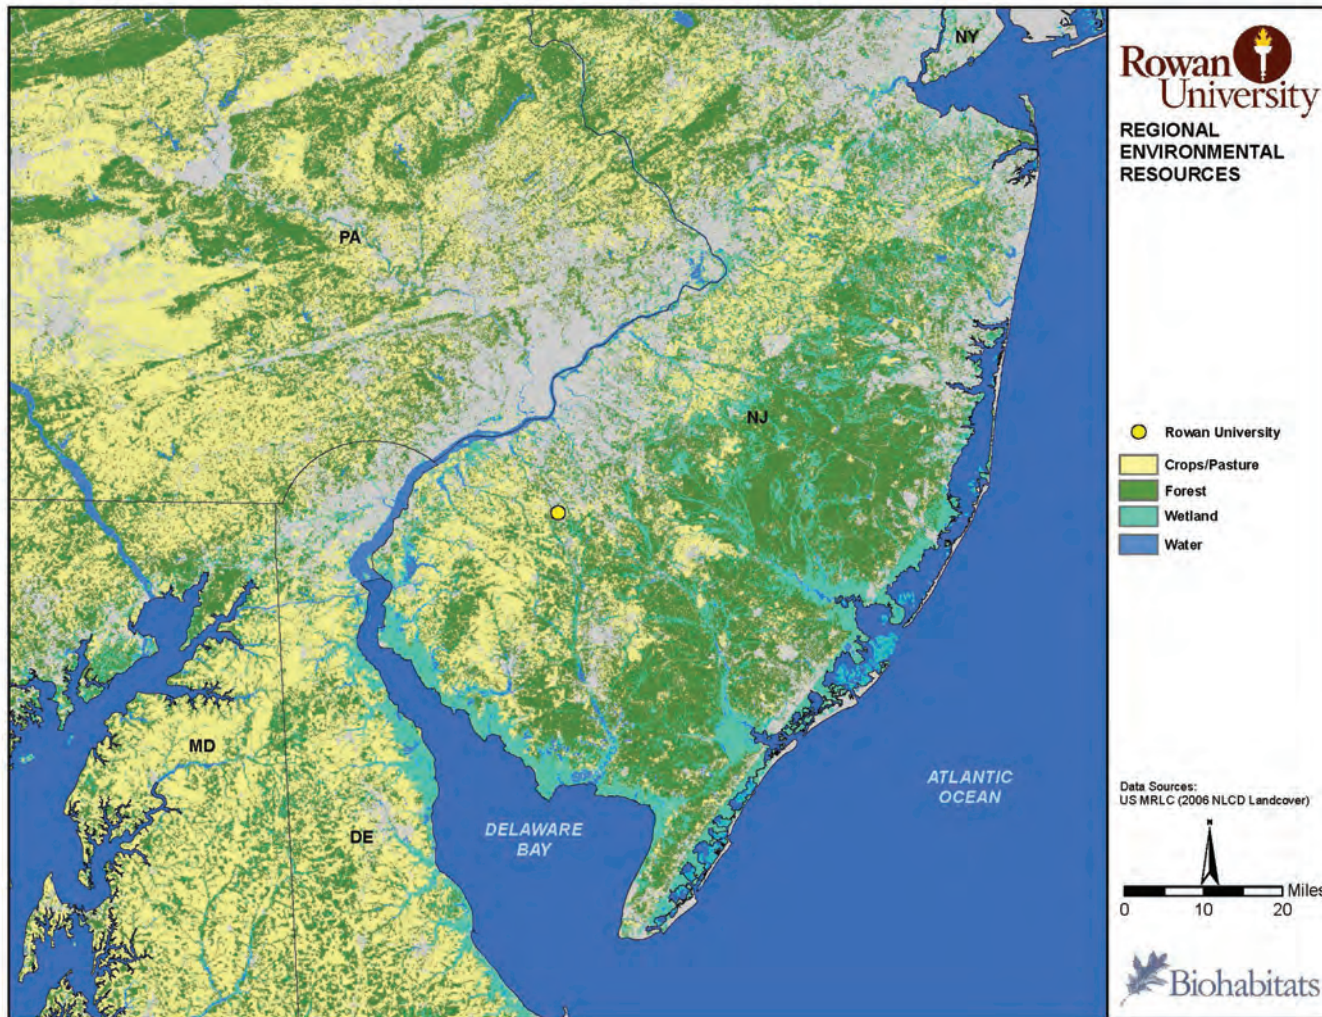 NY
PA
NJ
MD
DE
DELAWARE
BAY
ATLANTIC
OCEAN
Rowan
University
REGIONAL
ENVIRONMENTAL
RESOURCES
Rowan University
Crops/Pasture
Forest
Wetland
Water
Data Sources:
US MRLC (2006 NLCD Landcover)
N
Miles
0 10 20
Biohabitats